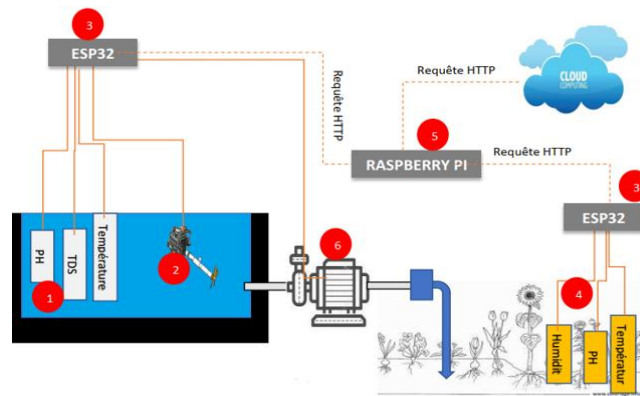 3
ESP32
Requête HTTP
Requête HTTP
CLOUD
COMPUTING
5
Requête HTTP
RASPBERRY PI
3
ESP32
PH
TDS
Température
1
2
6
4
Humidit
PH
Températur